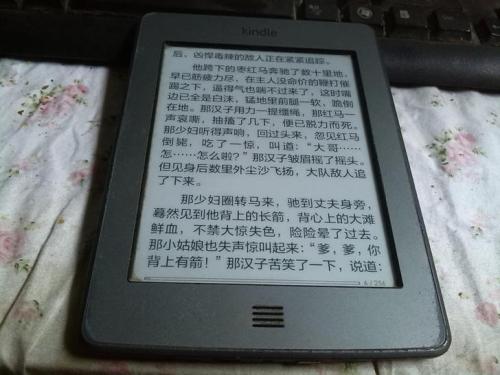 kindle
后，凶悍毒辣的敌人正在紧紧追踪。
他跨下的枣红马奔驰了数十里地，
早已筋疲力尽，在主人没命价的鞭打催
踢之下，逼得气也喘不过来了，这时嘴
边已全是白沫，猛地里前腿一软，跪倒
在地。那汉子用力一提缰绳，那红马一
声哀嘶，抽搐了几下，便已脱力而死。
那少妇听得声响，回过头来，忽见红马
倒毙，吃了一惊，叫道：“大哥……
怎……怎么啦？”那汉子皱眉摇了摇头。
但见身后数里外尘沙飞扬，大队敌人追
了下来。
那少妇圈转马来，驰到丈夫身旁，
蓦然见到他背上的长箭，背心上的大滩
鲜血，不禁大惊失色，险险晕了过去。
那小姑娘也失声惊叫起来：“爹，爹，你
背上有箭！”那汉子苦笑了一下，说道：
6 / 256